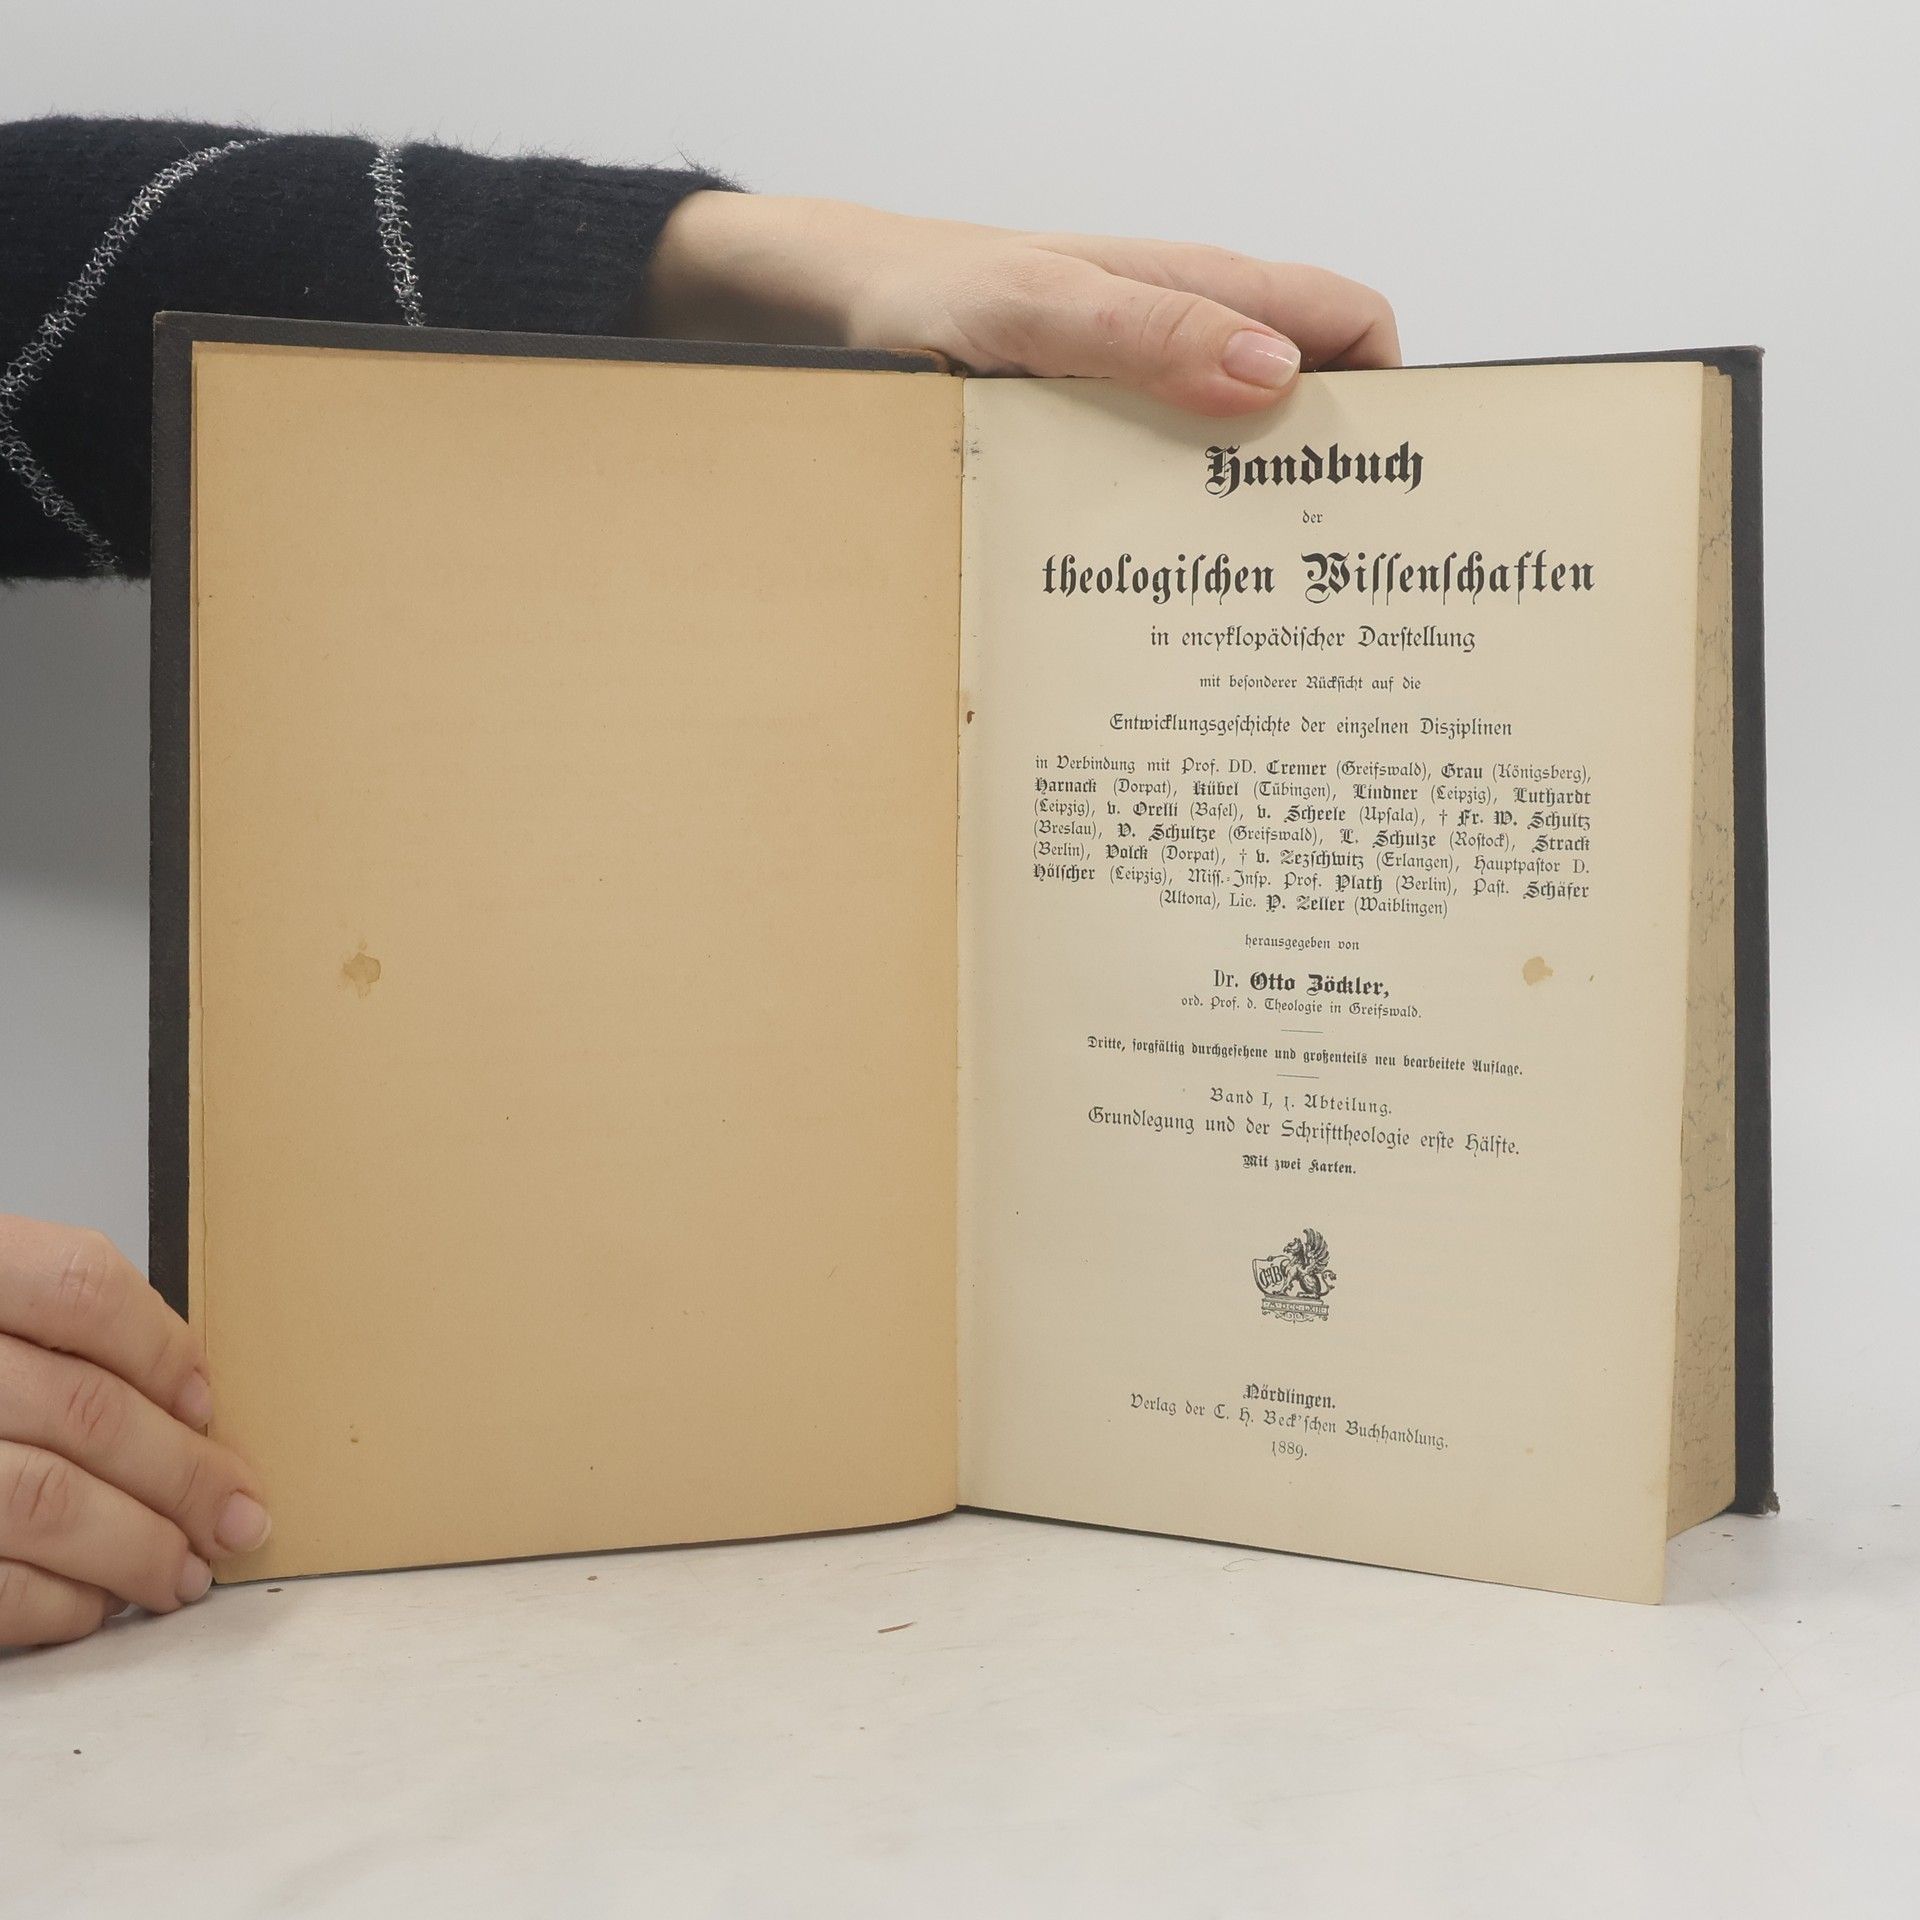 Handbuch
der
theologiſchen Wiſſenſchaften
in encyklopädiſcher Darſtellung
mit beſonderer Rückſicht auf die
Entwicklungsgeſchichte der einzelnen Disziplinen
in Verbindung mit Prof. DD. Cremer (Greifswald), Grau (Königsberg),
Harnack (Dorpat), Kübel (Tübingen), Lindner (Leipzig), Luthardt
(Leipzig), v. Orelli (Baſel), v. Scheele (Upſala), † Fr. W. Schultz
(Breslau), V. Schultze (Greifswald), L. Schulze (Roſtock), Strack
(Berlin), Volck (Dorpat), † v. Zezſchwitz (Erlangen), Hauptpaſtor D.
Hölſcher (Leipzig), Miſſ.-Inſp. Prof. Plath (Berlin), Paſt. Schäfer
(Altona), Lic. P. Zeller (Waiblingen)
herausgegeben von
Dr. Otto Zöckler,
ord. Prof. d. Theologie in Greifswald.
Dritte, ſorgfältig durchgeſehene und großenteils neu bearbeitete Auflage.
Band I, 1. Abteilung.
Grundlegung und der Schrifttheologie erſte Hälfte.
Mit zwei Karten.
CHB
Nördlingen.
Verlag der C. H. Beck'ſchen Buchhandlung.
1889.